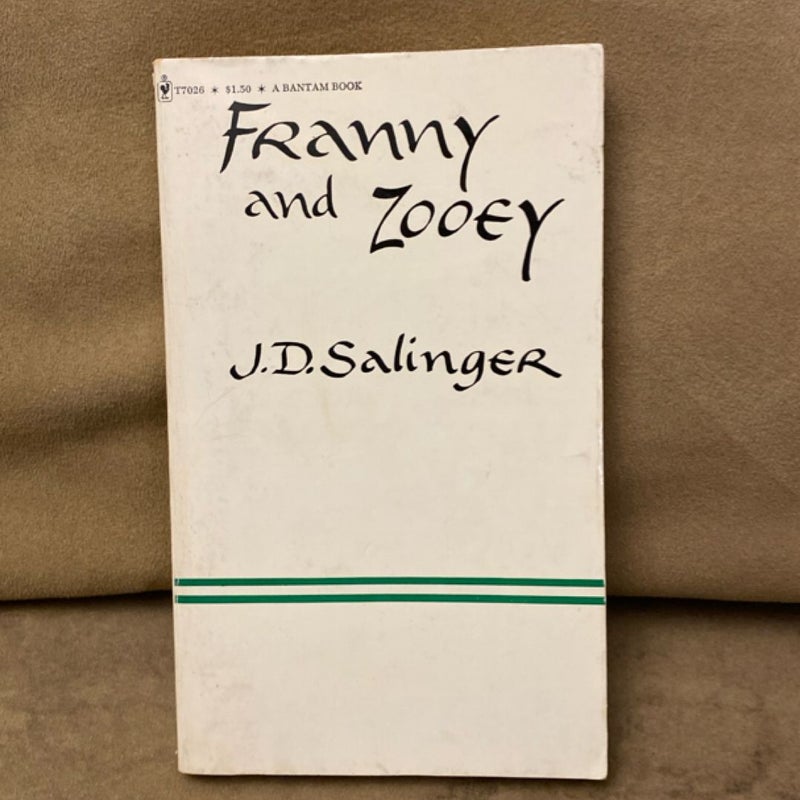 ® T7026 * $1.50 * A BANTAM BOOK
Franny
and Zooey
J.D. Salinger